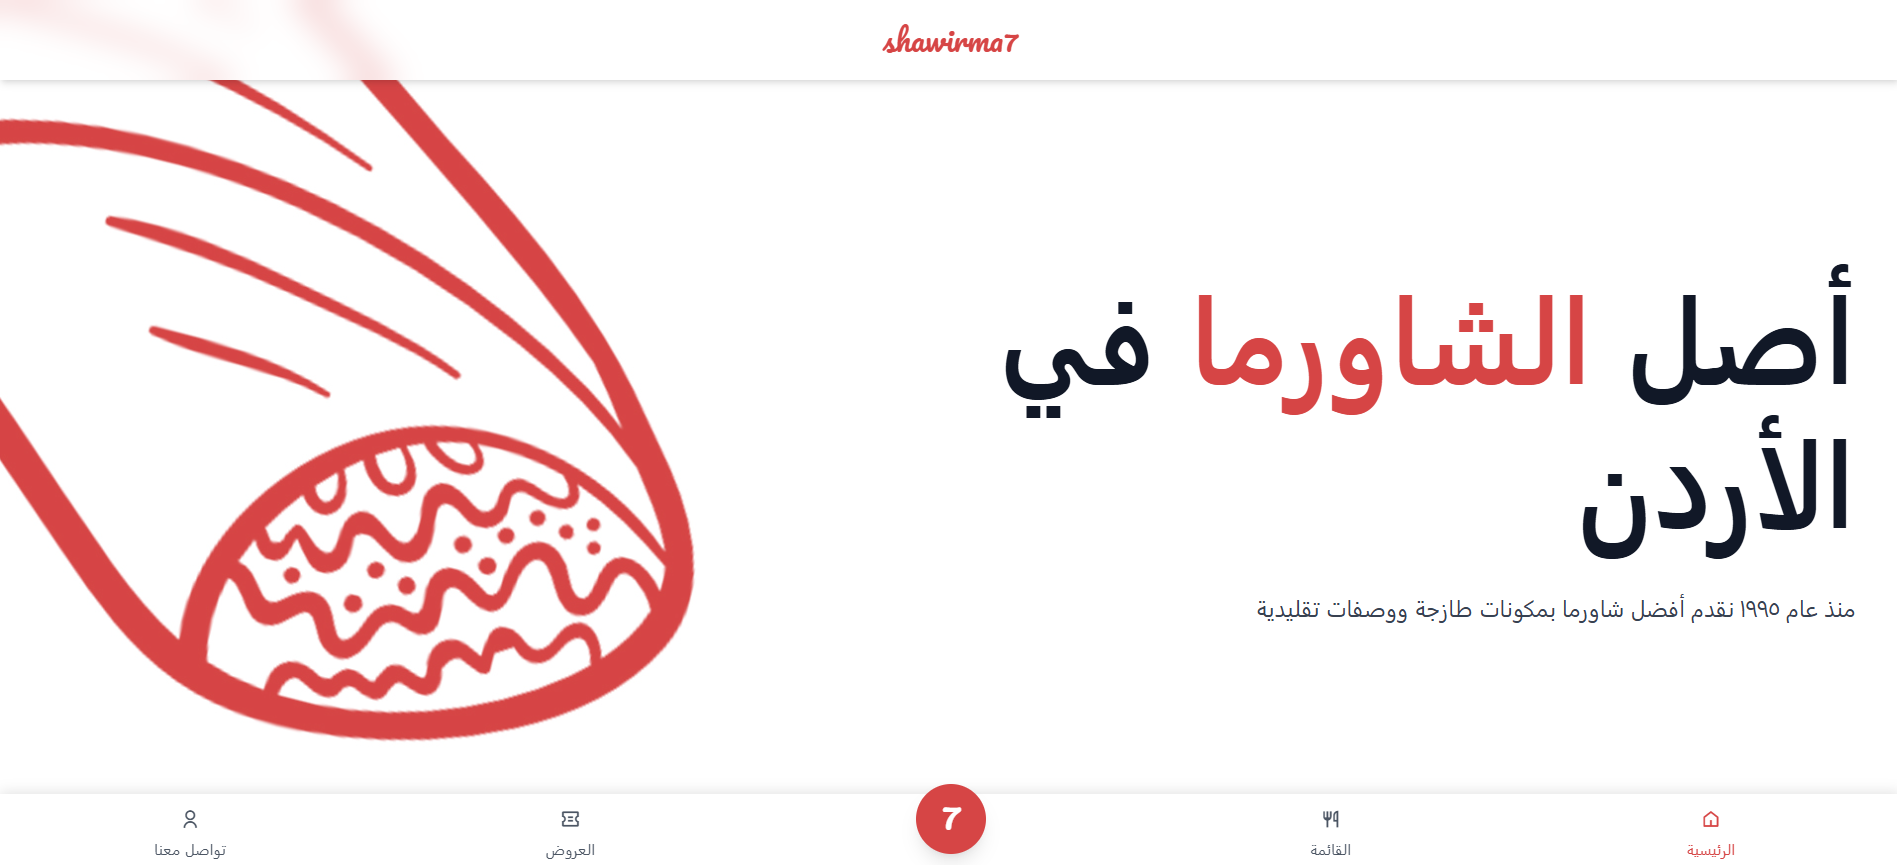 shawirma7
أصل الشاورما في
الأردن
منذ عام ١٩٩٥ نقدم أفضل شاورما بمكونات طازجة ووصفات تقليدية
الرئيسية
القائمة
7
العروض
تواصل معنا